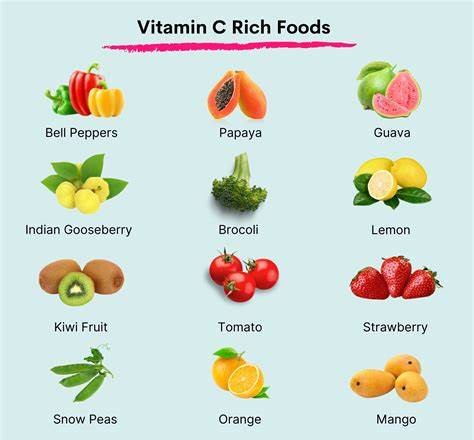 Vitamin C Rich Foods
Bell Peppers
Papaya
Guava
Indian Gooseberry
Brocoli
Lemon
Kiwi Fruit
Tomato
Strawberry
Snow Peas
Orange
Mango